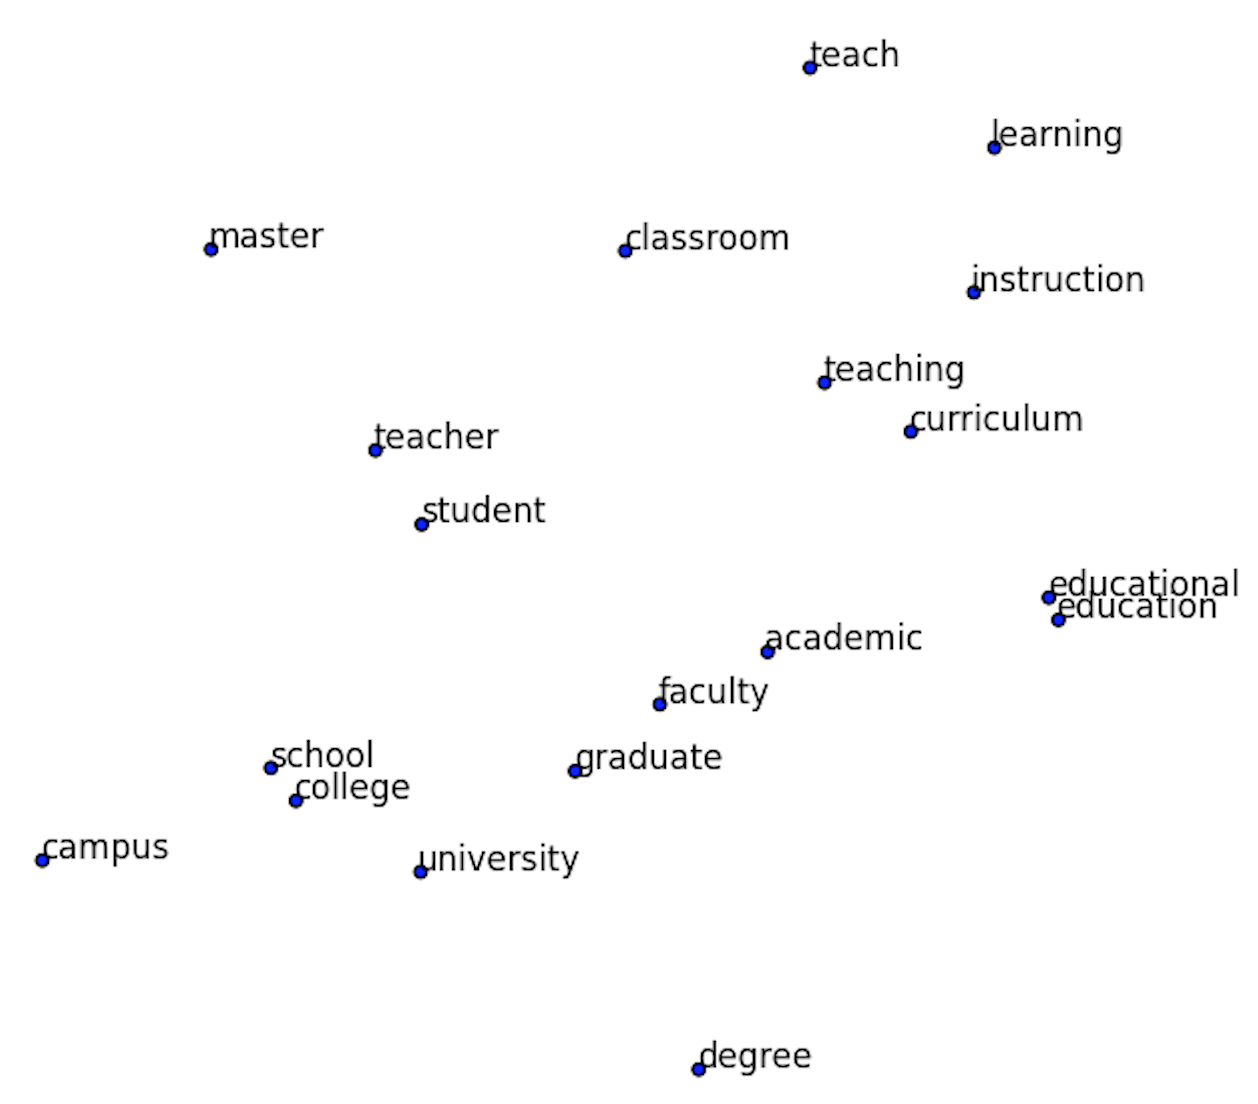 teach
learning
master
classroom
instruction
teaching
curriculum
teacher
student
educational
education
academic
faculty
school
graduate
college
campus
university
degree